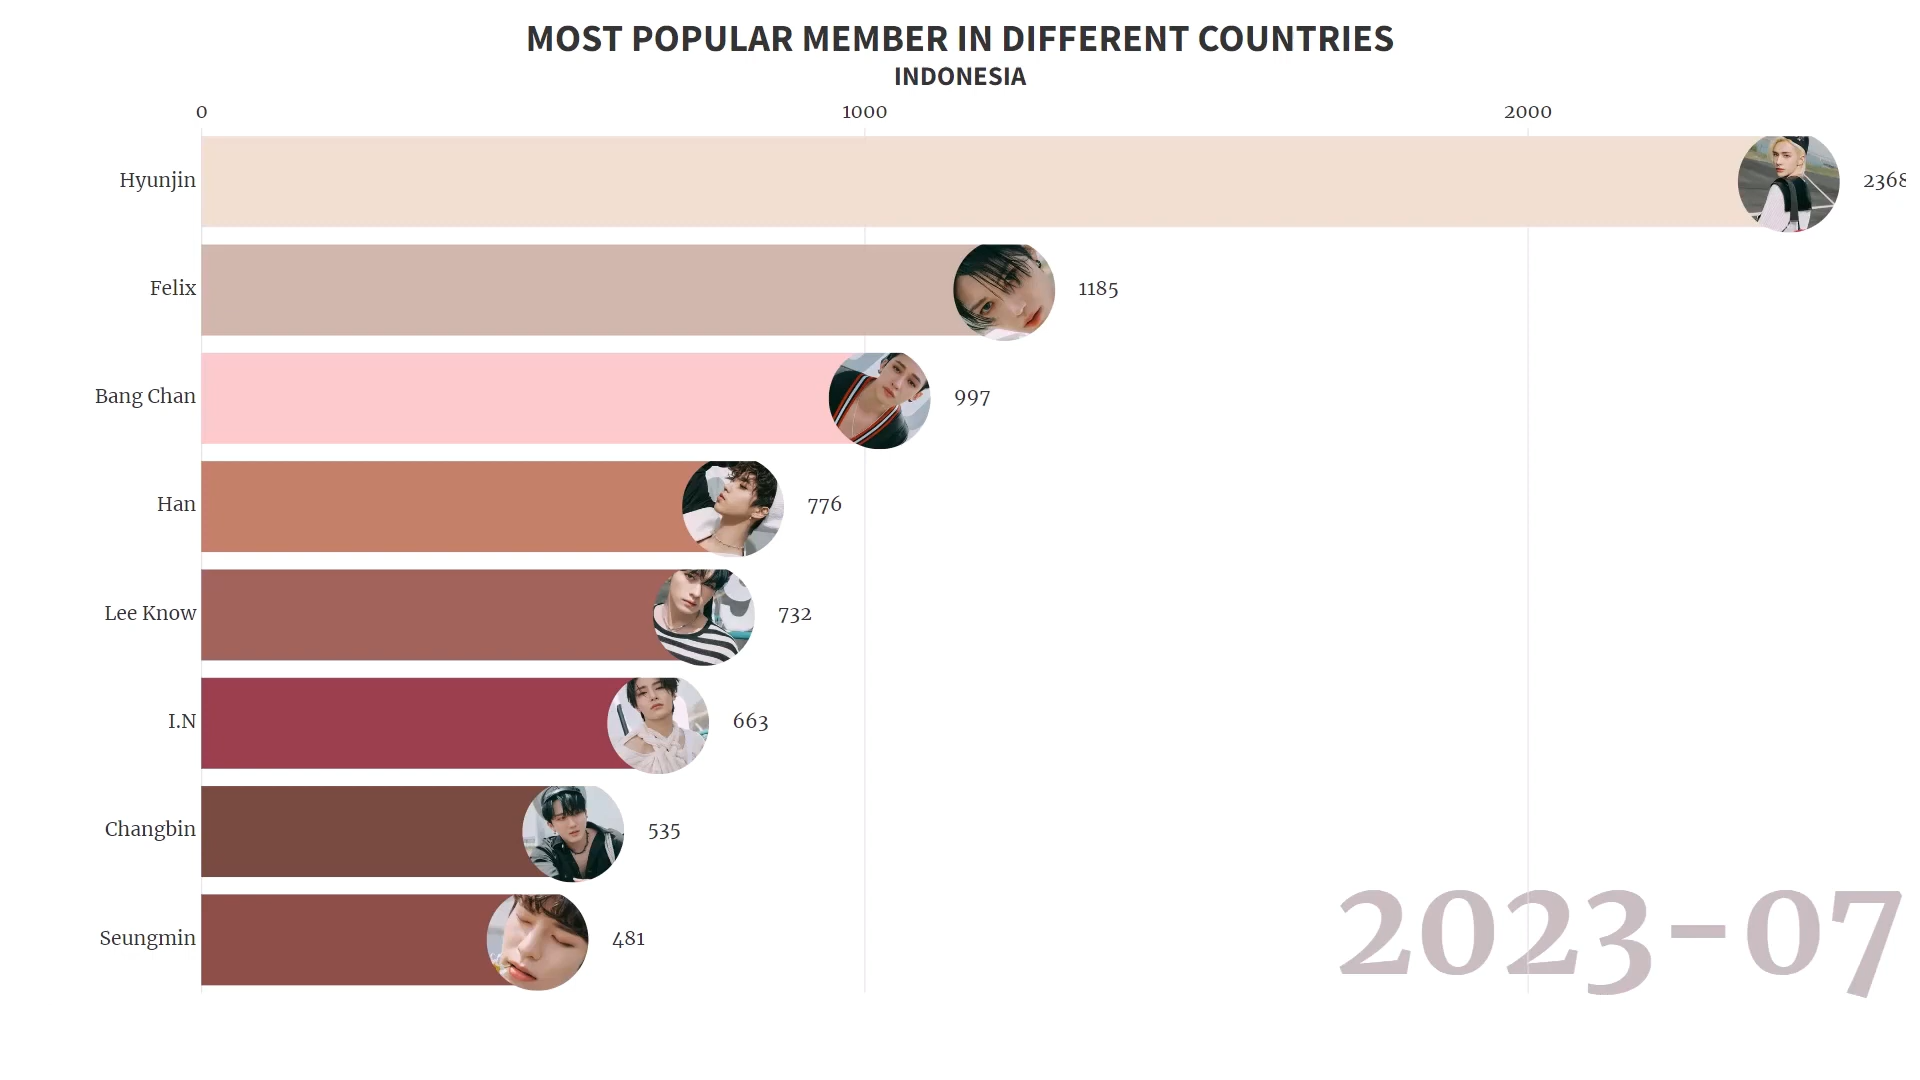 MOST POPULAR MEMBER IN DIFFERENT COUNTRIES
INDONESIA
0 1000 2000
Hyunjin 2368
Felix 1185
Bang Chan 997
Han 776
Lee Know 732
I.N 663
Changbin 535
Seungmin 481
2023-07